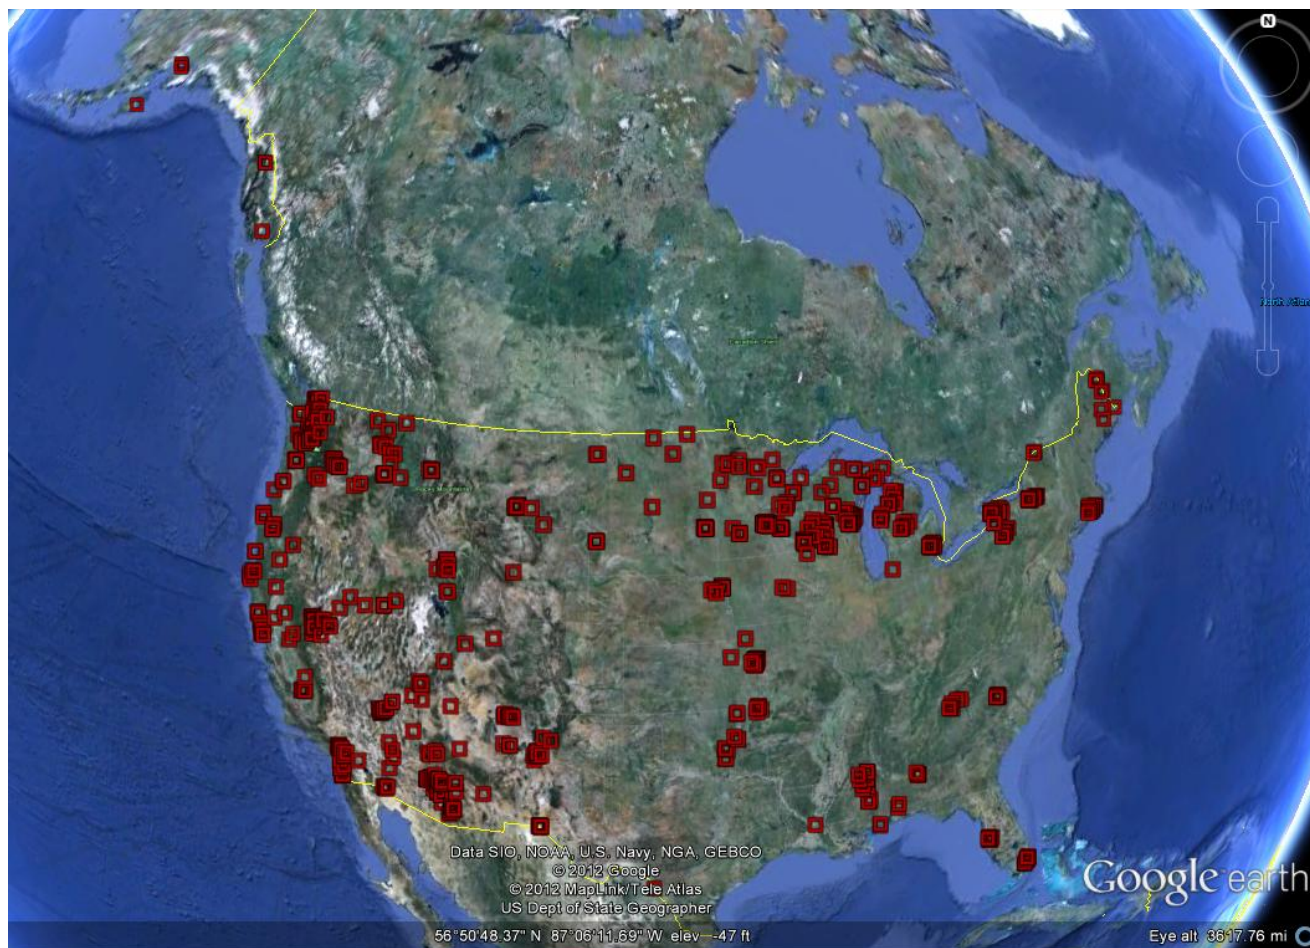 N
Data SIO, NOAA, U.S. Navy, NGA, GEBCO
© 2012 Google
© 2012 MapLink/Tele Atlas
US Dept of State Geographer
Google earth
56°50'48.37" N 87°06'11.69" W elev -47 ft
Eye alt 3617.76 mi